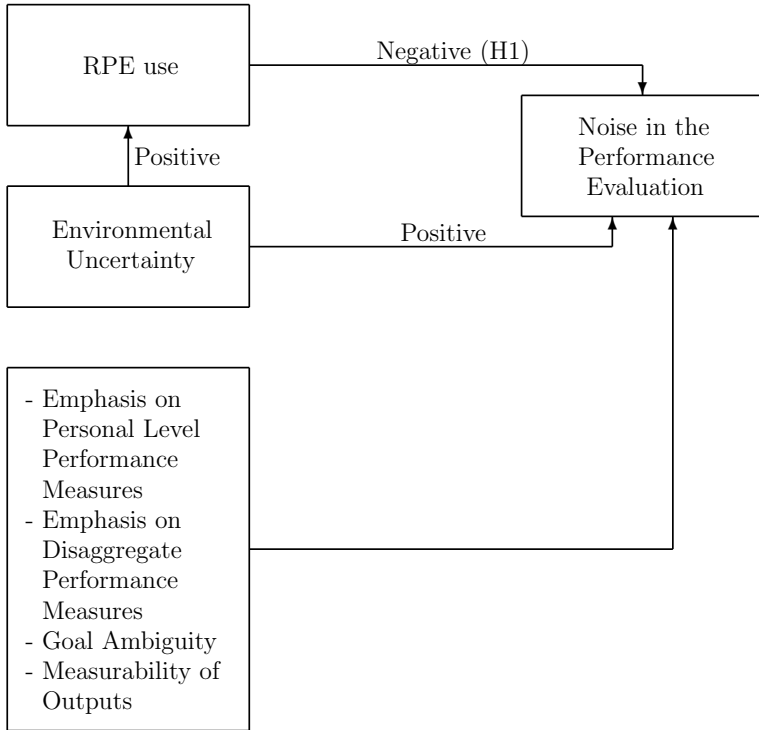 RPE use
Negative (H1)
Noise in the
Performance
Evaluation
Positive
Environmental
Uncertainty
Positive
- Emphasis on
Personal Level
Performance
Measures
- Emphasis on
Disaggregate
Performance
Measures
- Goal Ambiguity
- Measurability of
Outputs